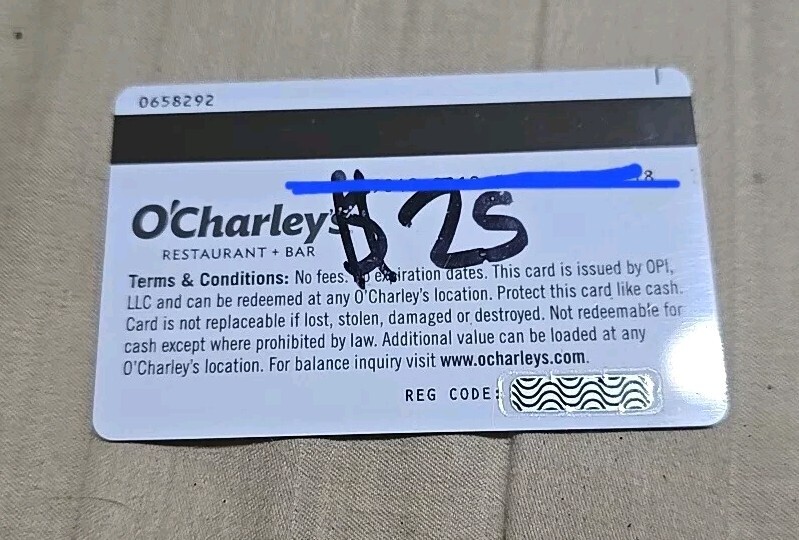 0658292
8
O'Charley's
$25
RESTAURANT + BAR
Terms & Conditions: No fees. No expiration dates. This card is issued by OPI,
LLC and can be redeemed at any O'Charley's location. Protect this card like cash.
Card is not replaceable if lost, stolen, damaged or destroyed. Not redeemable for
cash except where prohibited by law. Additional value can be loaded at any
O'Charley's location. For balance inquiry visit www.ocharleys.com.
REG CODE: